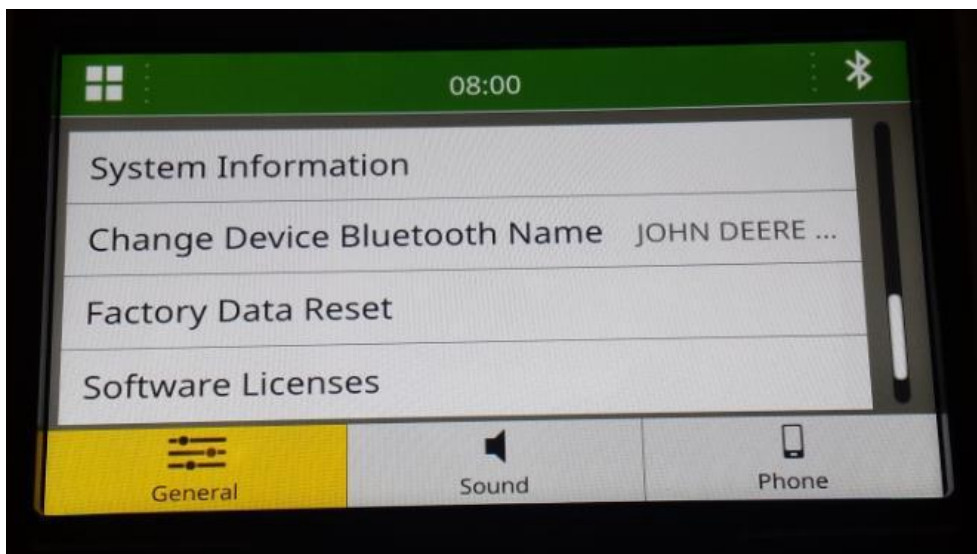 08:00
System Information
Change Device Bluetooth Name JOHN DEERE ...
Factory Data Reset
Software Licenses
General Sound Phone